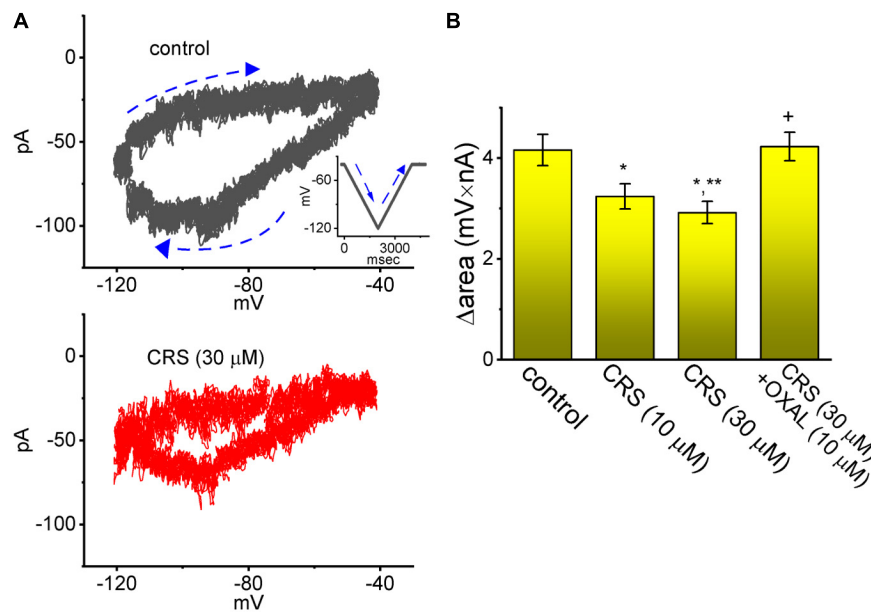 A
control
0
-50
-100
pA
-120
-80
-40
mV
-60
-120
mV
0
3000
msec
CRS (30 μM)
0
-50
-100
pA
-120
-80
-40
mV
B
4
2
0
Δarea (mV×nA)
*
*,**
+
control
CRS (10 μM)
CRS (30 μM)
CRS (30 μM)
+OXAL (10 μM)